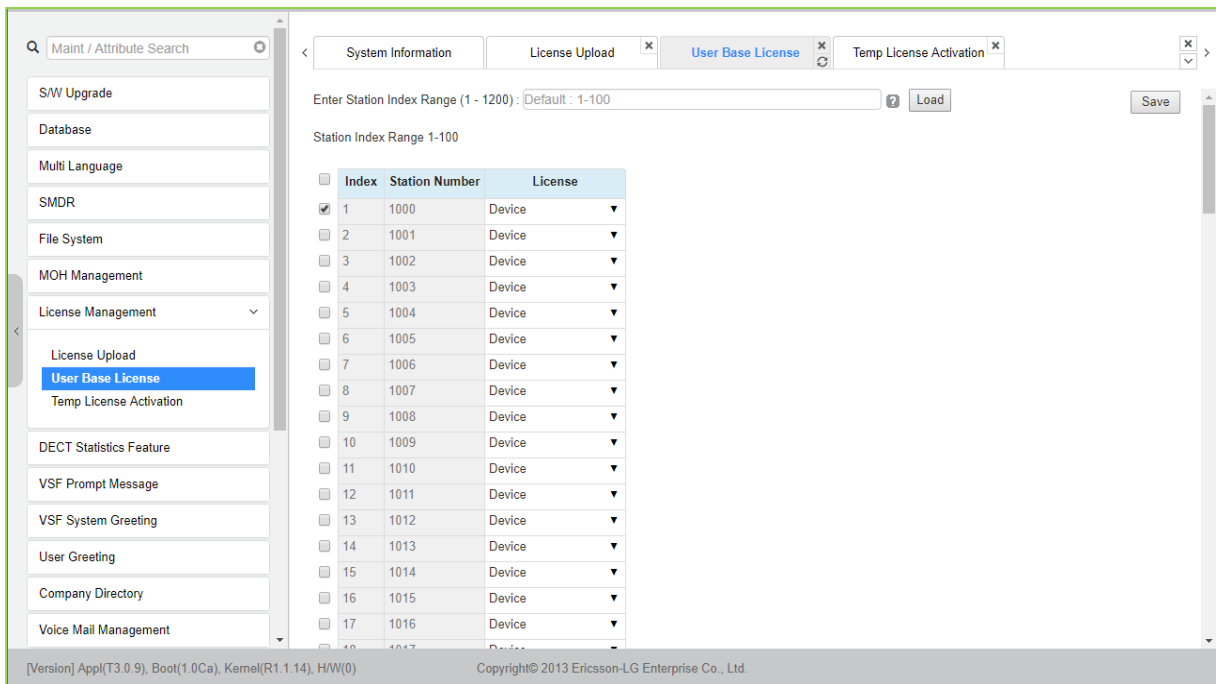 Maint / Attribute Search
S/W Upgrade
Database
Multi Language
SMDR
File System
MOH Management
License Management
License Upload
User Base License
Temp License Activation
DECT Statistics Feature
VSF Prompt Message
VSF System Greeting
User Greeting
Company Directory
Voice Mail Management
System Information License Upload User Base License Temp License Activation
Enter Station Index Range (1 - 1200) : Default : 1-100 ? Load Save
Station Index Range 1-100
Index Station Number License
1 1000 Device
2 1001 Device
3 1002 Device
4 1003 Device
5 1004 Device
6 1005 Device
7 1006 Device
8 1007 Device
9 1008 Device
10 1009 Device
11 1010 Device
12 1011 Device
13 1012 Device
14 1013 Device
15 1014 Device
16 1015 Device
17 1016 Device
[Version] Appl(T3.0.9), Boot(1.0Ca), Kernel(R1.1.14), H/W(0) Copyright© 2013 Ericsson-LG Enterprise Co., Ltd.